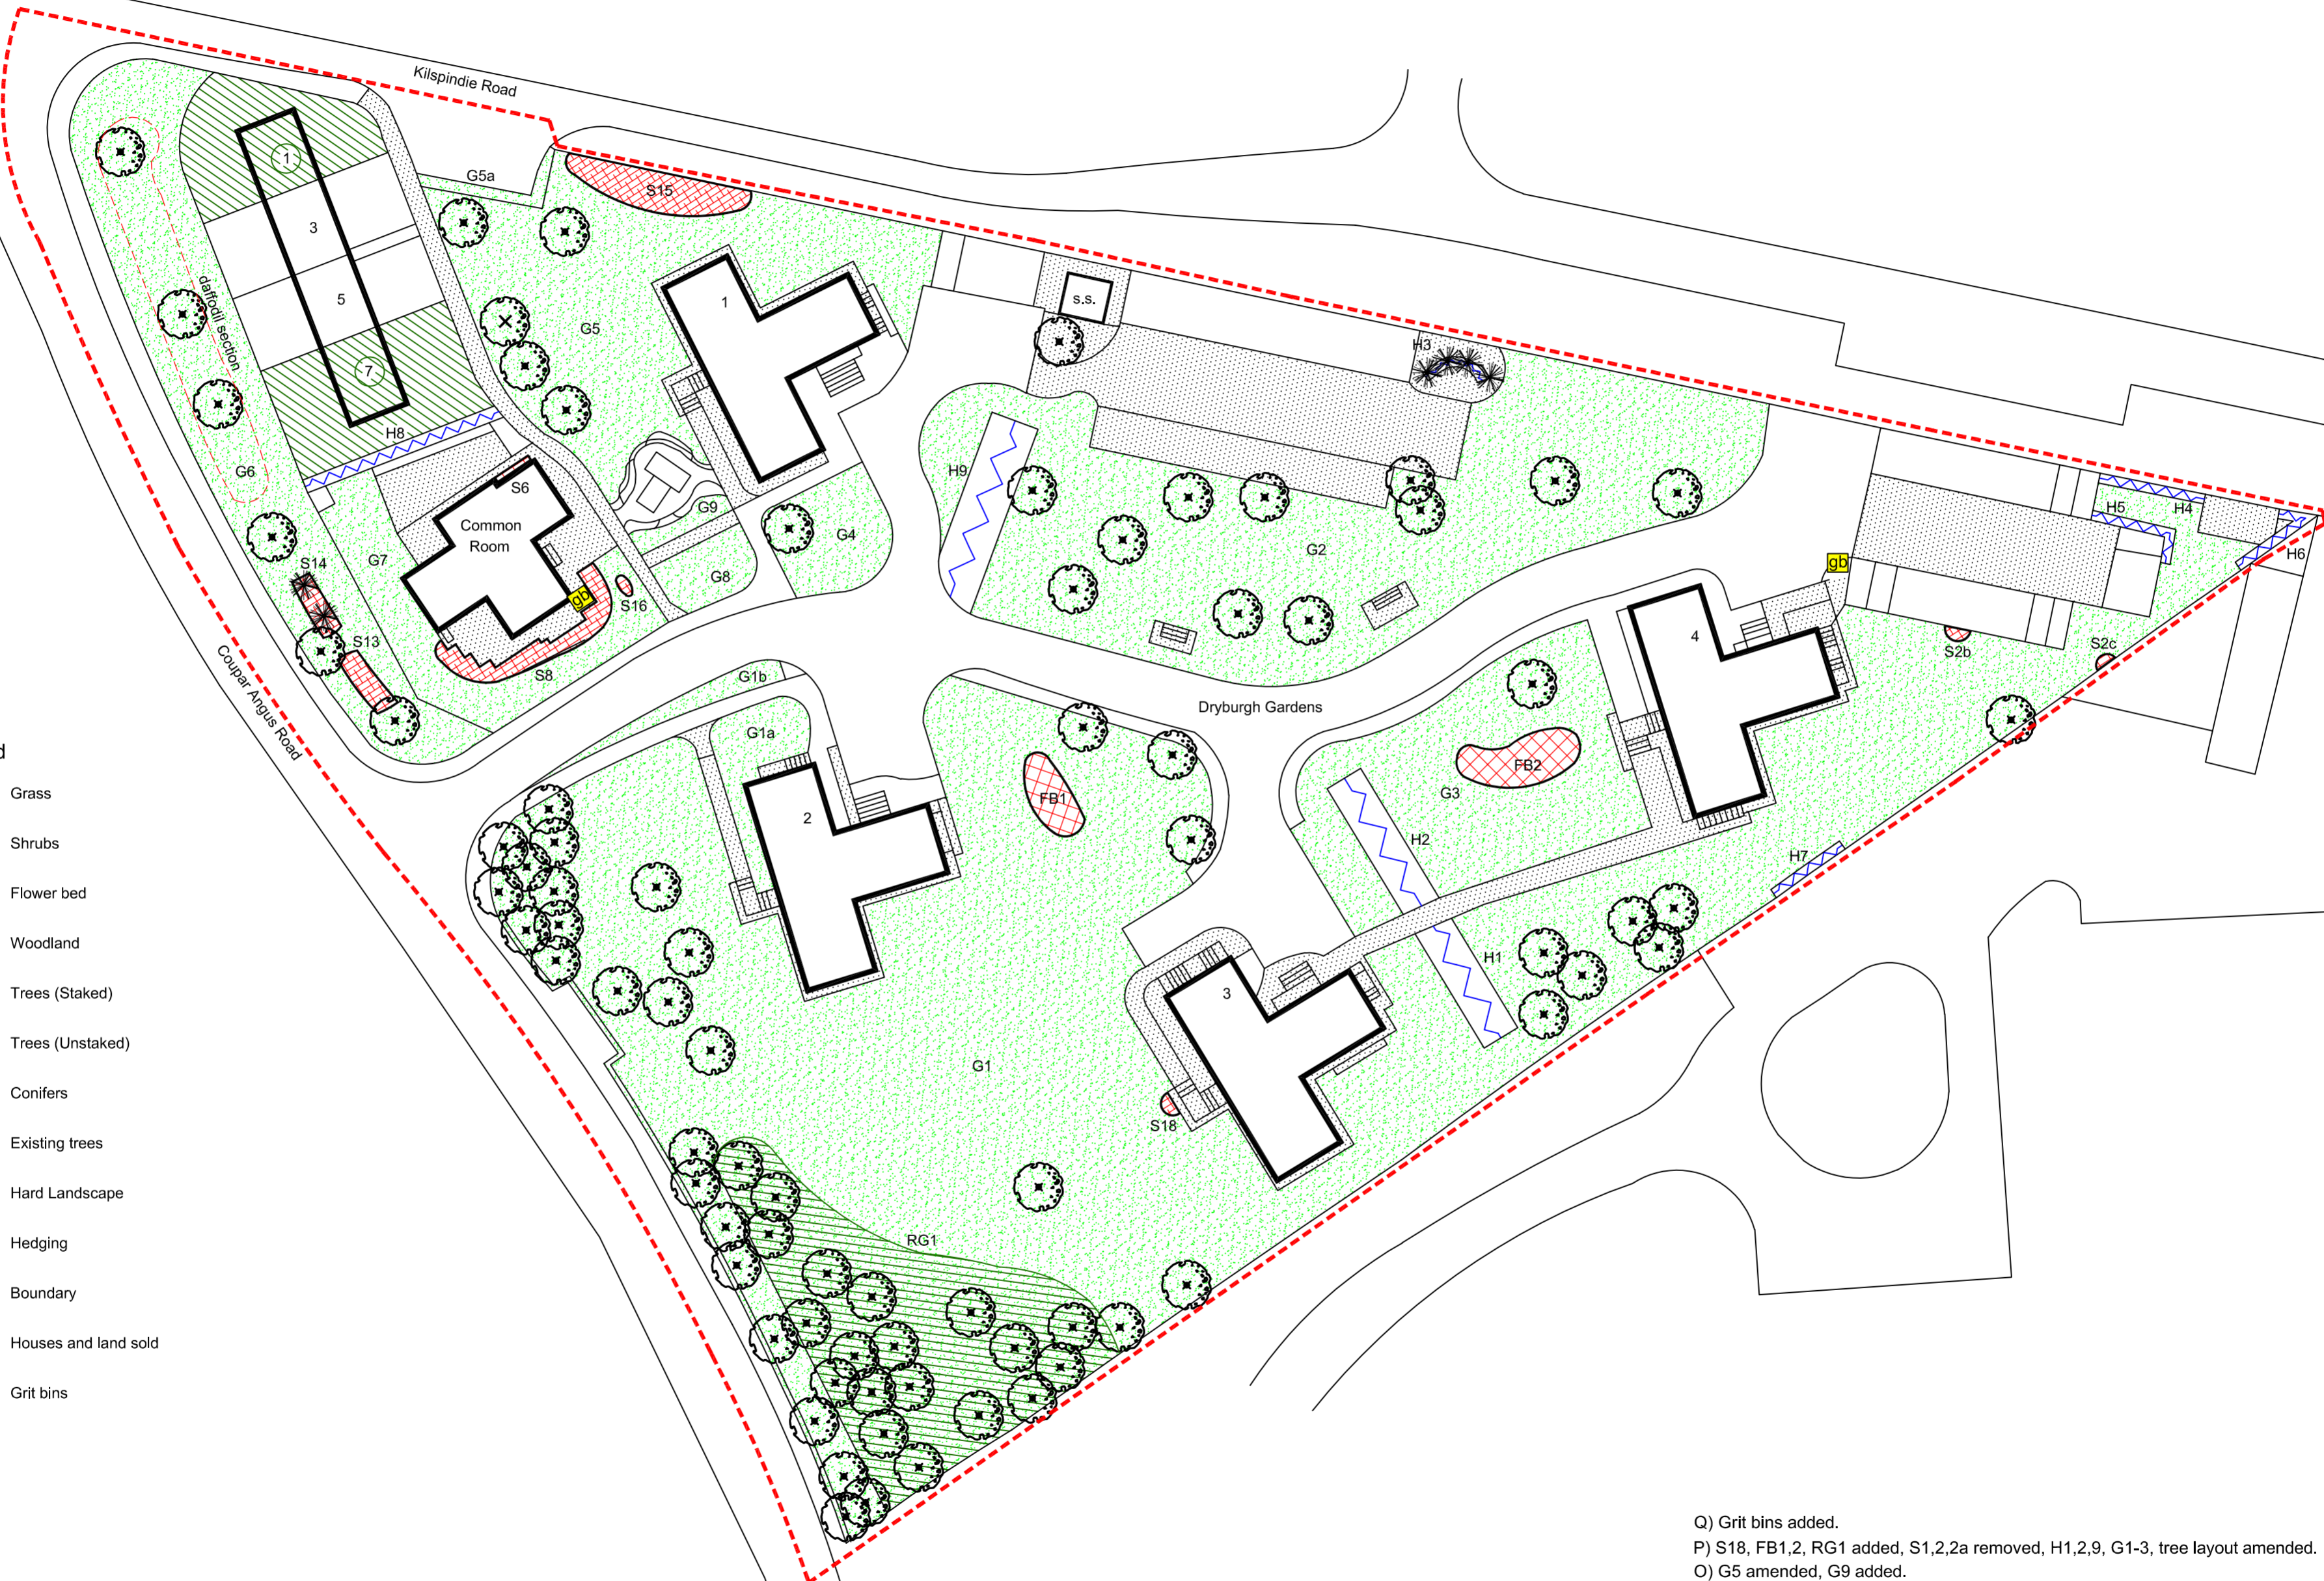 Kilspindie Road
G5a
S15
1
3
5
7
daffodil section
G5
1
s.s.
H3
H8
G6
S6
Common
Room
H9
G9
G4
G2
G8
G7
S14
S13
S16
gb
S8
gb
H5
H4
H6
4
S2b
S2c
Coupar Angus Road
G1b
G1a
Dryburgh Gardens
2
FB1
FB2
G3
H2
H7
H1
3
G1
S18
RG1
d
Grass
Shrubs
Flower bed
Woodland
Trees (Staked)
Trees (Unstaked)
Conifers
Existing trees
Hard Landscape
Hedging
Boundary
Houses and land sold
Grit bins
Q) Grit bins added.
P) S18, FB1,2, RG1 added, S1,2,2a removed, H1,2,9, G1-3, tree layout amended.
O) G5 amended, G9 added.